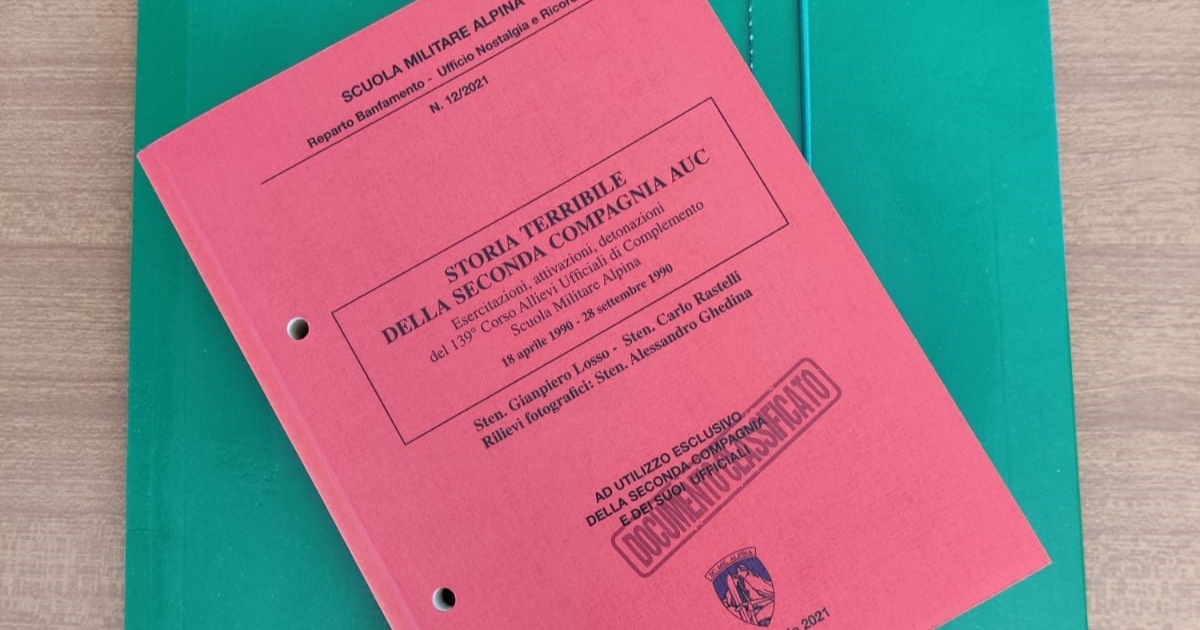 SCUOLA MILITARE ALPINA
Reparto Banfamento - Ufficio Nostalgia e
N. 12/2021
STORIA TERRIBILE
DELLA SECONDA COMPAGNIA AUC
Esercitazioni, attivazioni, detonazioni
del 139° Corso Allievi Ufficiali di Complemento
Scuola Militare Alpina
18 aprile 1990 - 28 settembre 1990
Sten. Gianpiero Losso - Sten. Carlo Rastelli
Rilievi fotografici: Sten. Alessandro Ghedina
AD UTILIZZO ESCLUSIVO
DELLA SECONDA COMPAGNIA
E DEI SUOI UFFICIALI
DOCUMENTO CLASSIFICATO
SC. MIL. ALPINA
2021